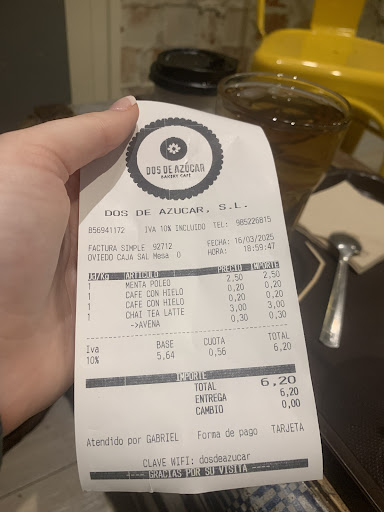 DOS DE AZÚCAR
BAKERY CAFÉ
DOS DE AZUCAR, S.L.
B56941172 IVA 10% INCLUIDO TEL: 985226815
FACTURA SIMPLE 92712 FECHA: 16/03/2025
OVIEDO CAJA SAL Mesa 0 HORA: 18:59:47
Ud/Kg ARTICULO PRECIO IMPORTE
1 MENTA POLEO 2,50 2,50
1 CAFE CON HIELO 0,20 0,20
1 CAFE CON HIELO 0,20 0,20
1 CHAI TEA LATTE 3,00 3,00
->AVENA 0,30 0,30
Iva BASE CUOTA TOTAL
10% 5,64 0,56 6,20
IMPORTE
TOTAL 6,20
ENTREGA 6,20
CAMBIO 0,00
Atendido por GABRIEL Forma de pago TARJETA
CLAVE WIFI: dosdeazucar
GRACIAS POR SU VISITA